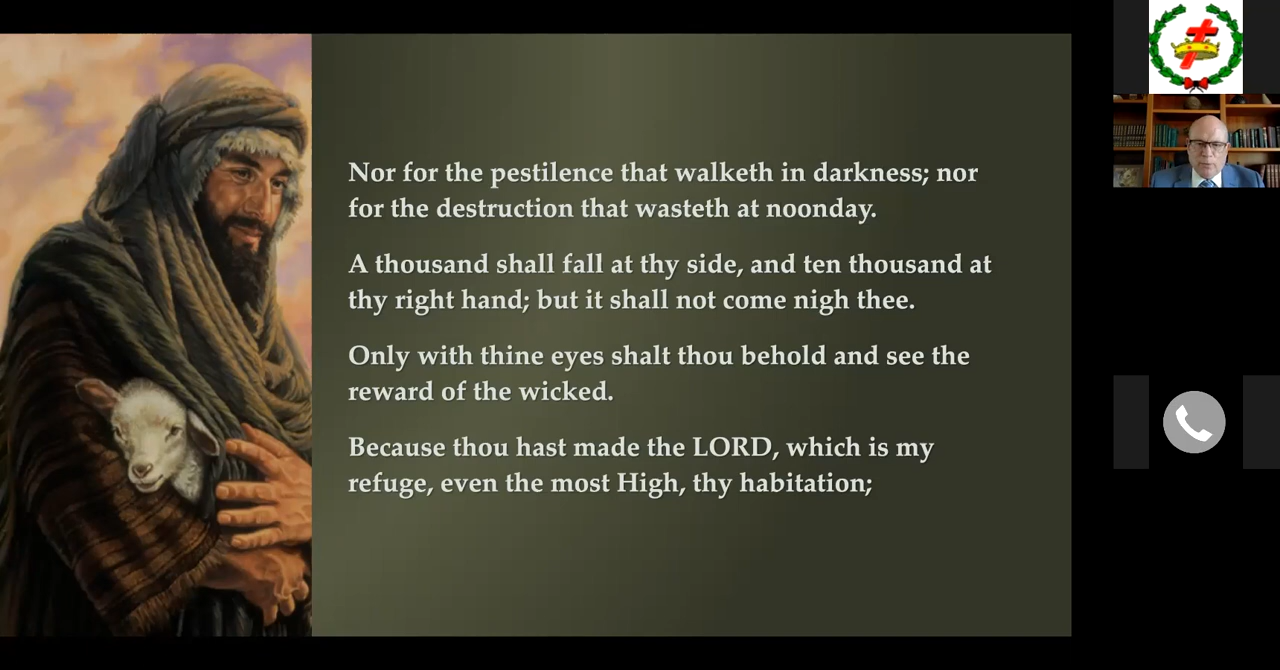 Nor for the pestilence that walketh in darkness; nor
for the destruction that wasteth at noonday.
A thousand shall fall at thy side, and ten thousand at
thy right hand; but it shall not come nigh thee.
Only with thine eyes shalt thou behold and see the
reward of the wicked.
Because thou hast made the LORD, which is my
refuge, even the most High, thy habitation;